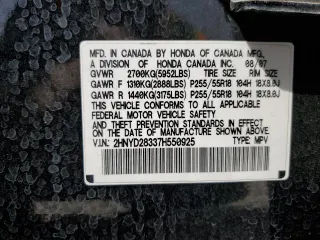 MFD. IN CANADA BY HONDA OF CANADA MFG.
A DIVISION OF HONDA CANADA INC. 08/07
GVWR 2700KG(5952LBS) TIRE SIZE RIM SIZE
GAWR F 1310KG(2888LBS) P255/55R18 104H 18X8.0J
GAWR R 1440KG(3175LBS) P255/55R18 104H 18X8.0J
THIS VEHICLE CONFORMS TO ALL APPLICABLE
FEDERAL MOTOR VEHICLE SAFETY
AND THEFT PREVENTION STANDARDS IN EFFECT ON
THE DATE OF MANUFACTURE SHOWN ABOVE.
V.I.N.: 2HNYD28337H550925 TYPE: MPV